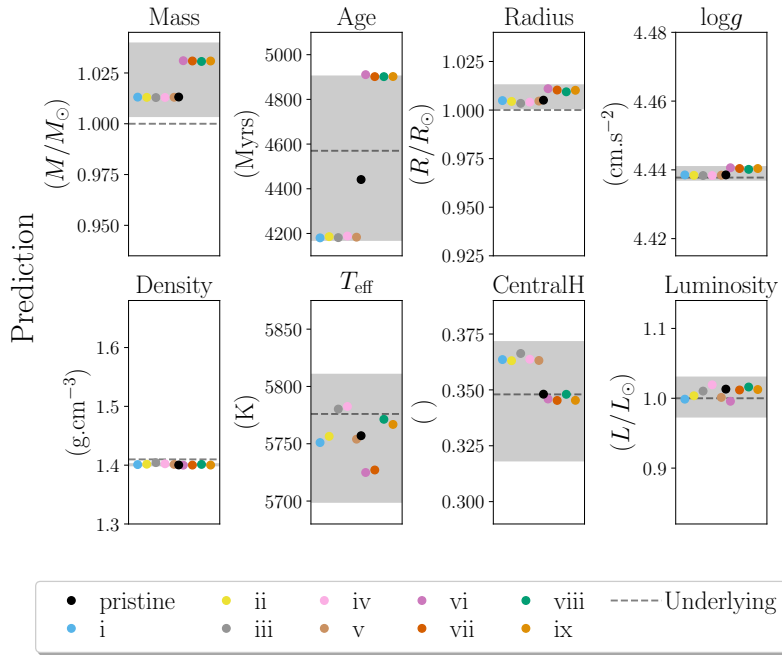 Mass Age Radius logg
(M/M⊙) (Myrs) (R/R⊙) (cm.s⁻²)
1.025 1.000 0.975 0.950
5000 4800 4600 4400 4200
1.025 1.000 0.975 0.950 0.925
4.48 4.46 4.44 4.42
Prediction
Density T_eff CentralH Luminosity
(g.cm⁻³) (K) () (L/L⊙)
1.6 1.5 1.4 1.3
5850 5800 5750 5700
0.375 0.350 0.325 0.300
1.1 1.0 0.9
pristine ii iv vi viii Underlying
i iii v vii ix